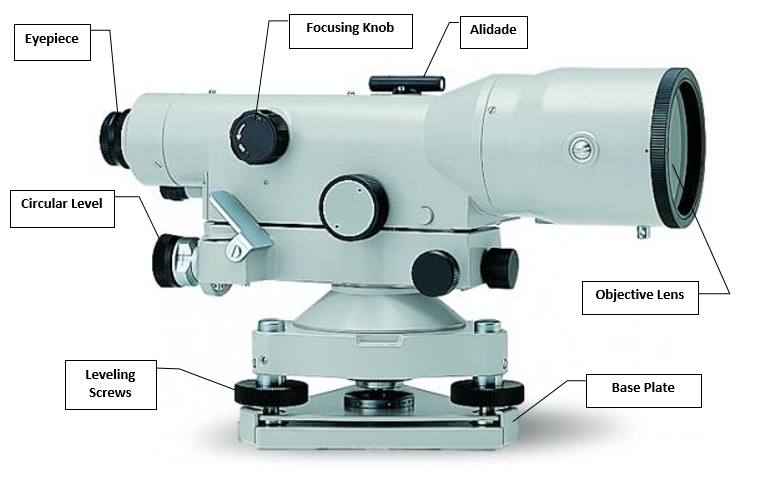 Focusing Knob
Alidade
Eyepiece
Circular Level
Objective Lens
Leveling
Screws
Base Plate